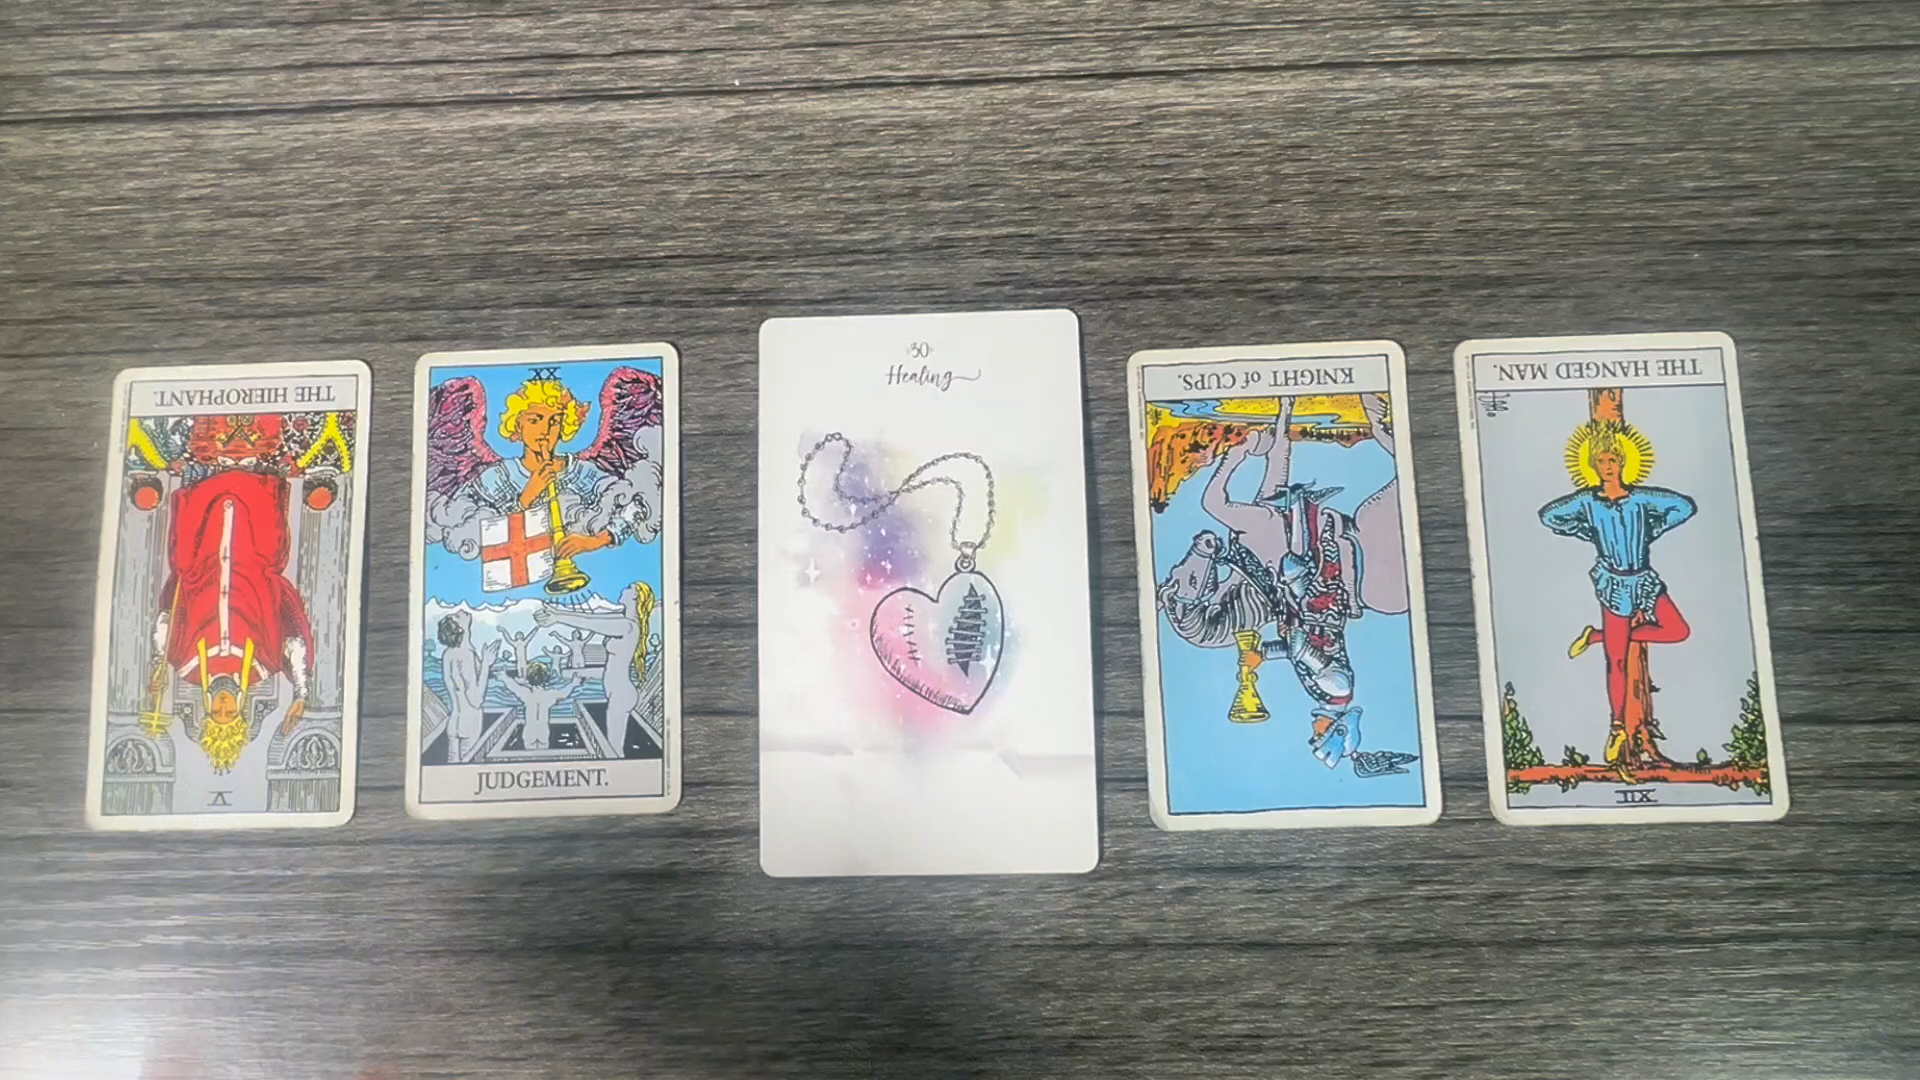 THE HIEROPHANT.
V
XX
JUDGEMENT.
30
Healing
KNIGHT of CUPS.
THE HANGED MAN.
XII